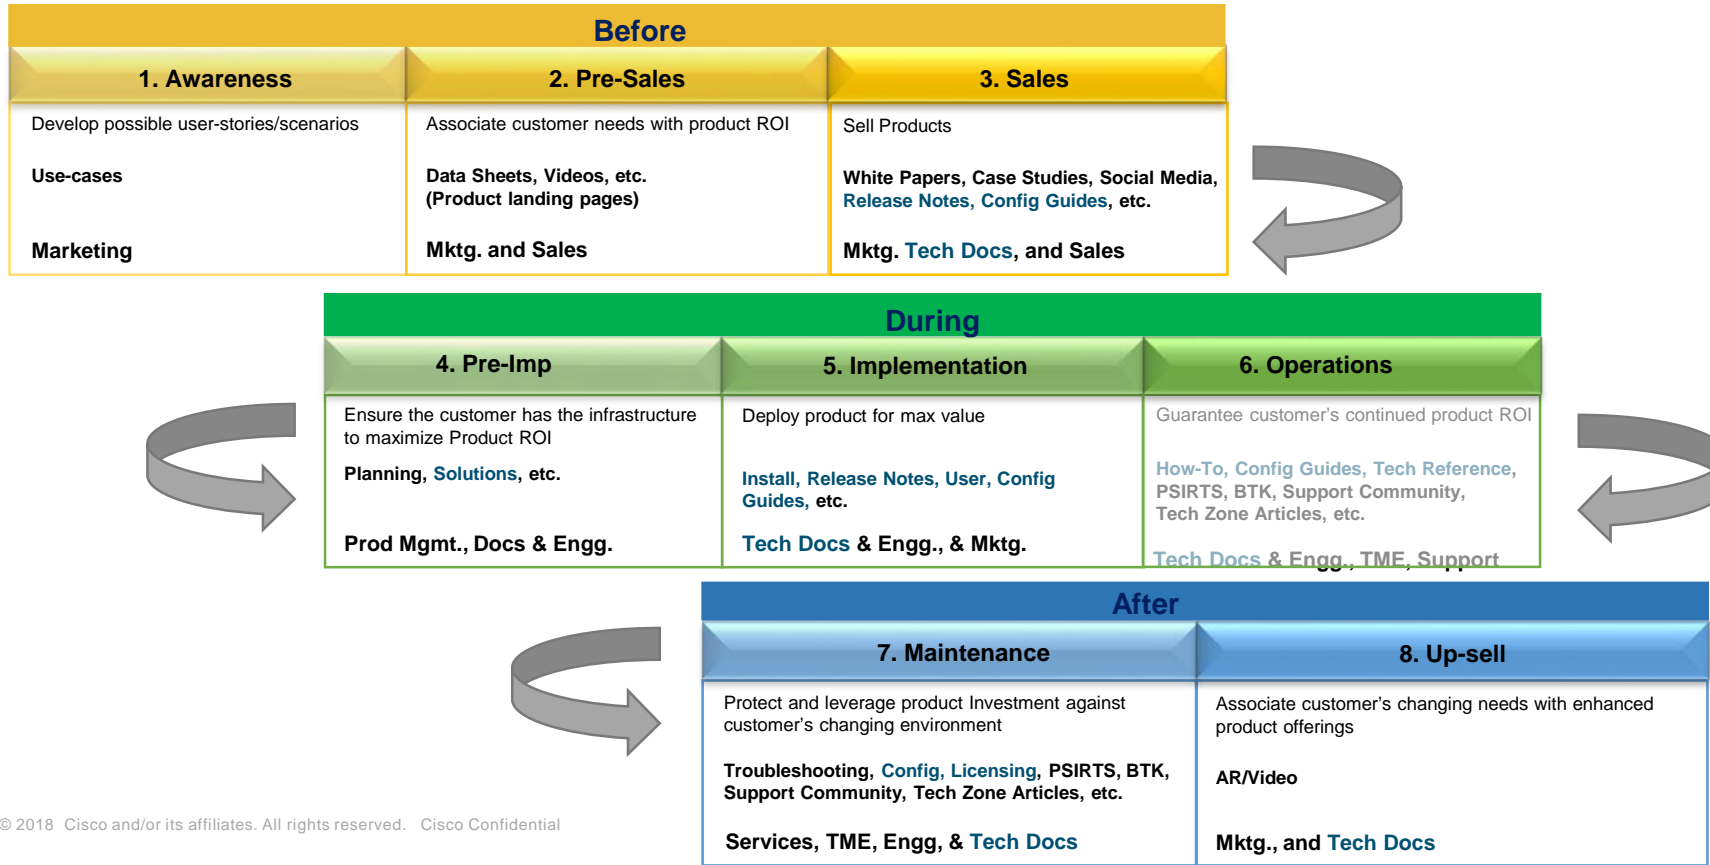 Before
1. Awareness
2. Pre-Sales
3. Sales
Develop possible user-stories/scenarios
Use-cases
Marketing
Associate customer needs with product ROI
Data Sheets, Videos, etc.
(Product landing pages)
Mktg. and Sales
Sell Products
White Papers, Case Studies, Social Media,
Release Notes, Config Guides, etc.
Mktg. Tech Docs, and Sales
During
4. Pre-Imp
5. Implementation
6. Operations
Ensure the customer has the infrastructure
to maximize Product ROI
Planning, Solutions, etc.
Prod Mgmt., Docs & Engg.
Deploy product for max value
Install, Release Notes, User, Config
Guides, etc.
Tech Docs & Engg., & Mktg.
Guarantee customer's continued product ROI
How-To, Config Guides, Tech Reference,
PSIRTS, BTK, Support Community,
Tech Zone Articles, etc.
Tech Docs & Engg., TME, Support
After
7. Maintenance
8. Up-sell
Protect and leverage product Investment against
customer's changing environment
Troubleshooting, Config, Licensing, PSIRTS, BTK,
Support Community, Tech Zone Articles, etc.
Services, TME, Engg, & Tech Docs
Associate customer's changing needs with enhanced
product offerings
AR/Video
Mktg., and Tech Docs
© 2018 Cisco and/or its affiliates. All rights reserved. Cisco Confidential